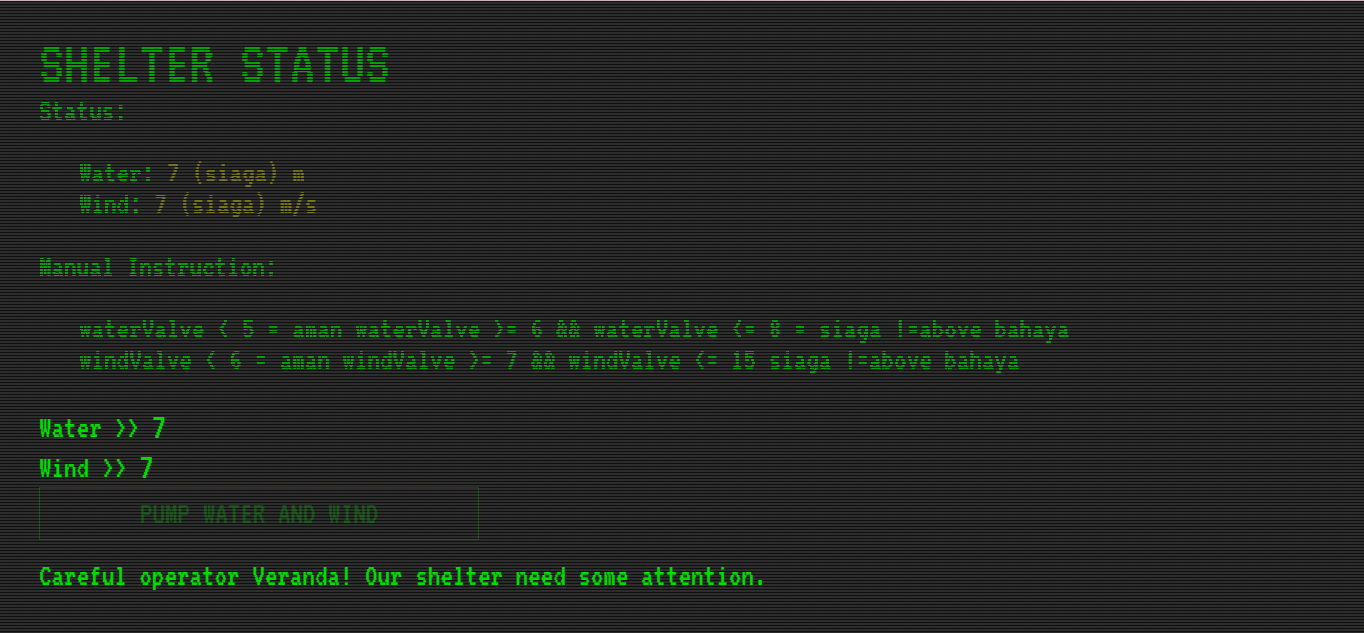 SHELTER STATUS
Status:
Water: 7 (siaga) m
Wind: 7 (siaga) m/s
Manual Instruction:
waterValve < 5 = aman waterValve >= 6 && waterValve <= 8 = siaga !=above bahaya
windValve < 6 = aman windValve >= 7 && windValve <= 15 siaga !=above bahaya
Water >> 7
Wind >> 7
PUMP WATER AND WIND
Careful operator Veranda! Our shelter need some attention.